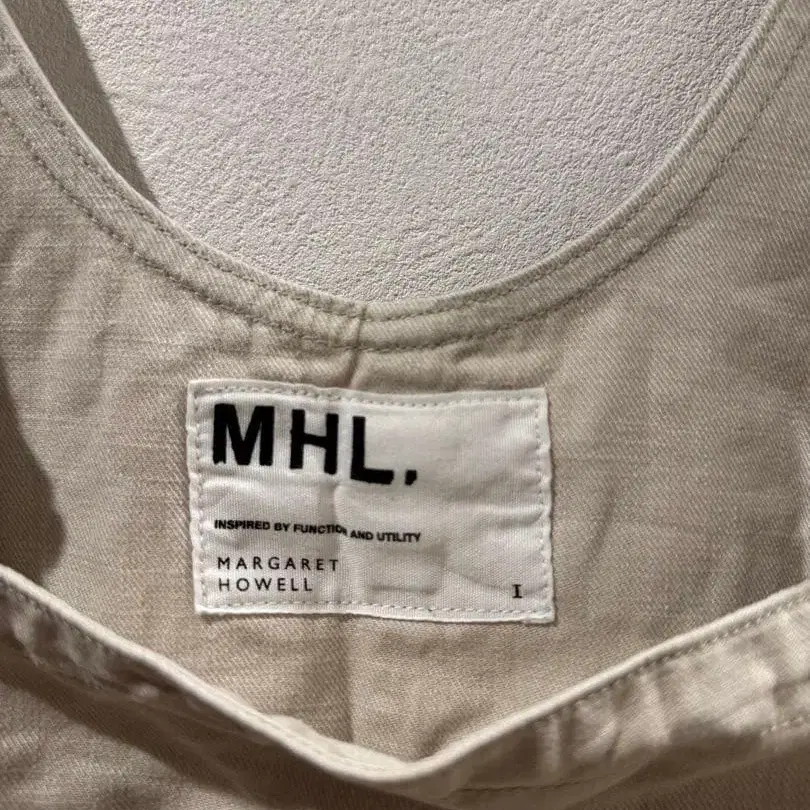 MHL.
INSPIRED BY FUNCTION AND UTILITY
MARGARET
HOWELL
I